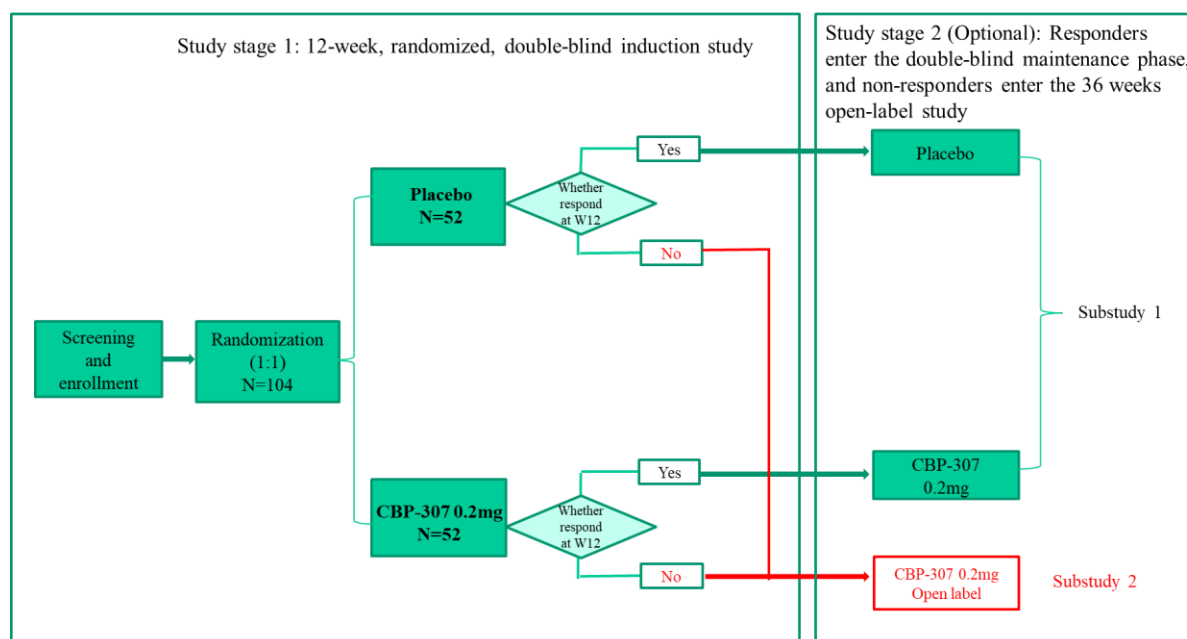 Study stage 1: 12-week, randomized, double-blind induction study
Study stage 2 (Optional): Responders
enter the double-blind maintenance phase,
and non-responders enter the 36 weeks
open-label study
Yes
Placebo
Placebo
N=52
Whether
respond
at W12
No
Screening
and
enrollment
Randomization
(1:1)
N=104
Substudy 1
Yes
CBP-307
0.2mg
CBP-307 0.2mg
N=52
Whether
respond
at W12
No
CBP-307 0.2mg
Open label
Substudy 2